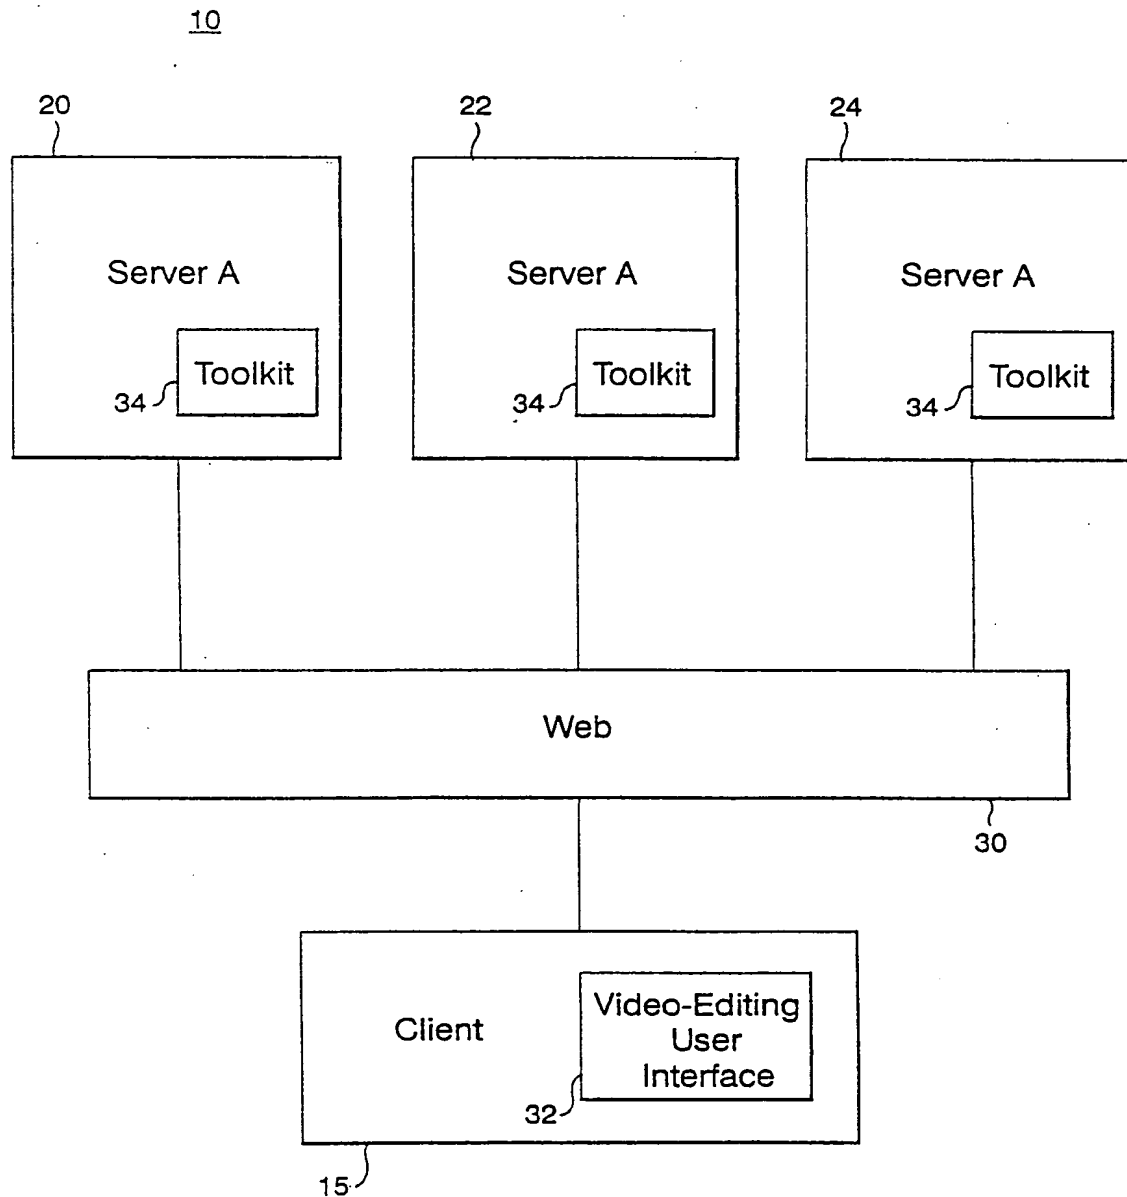 10
20
22
24
Server A
Server A
Server A
Toolkit
Toolkit
Toolkit
34
34
34
Web
30
Client
Video-Editing
User
Interface
32
15